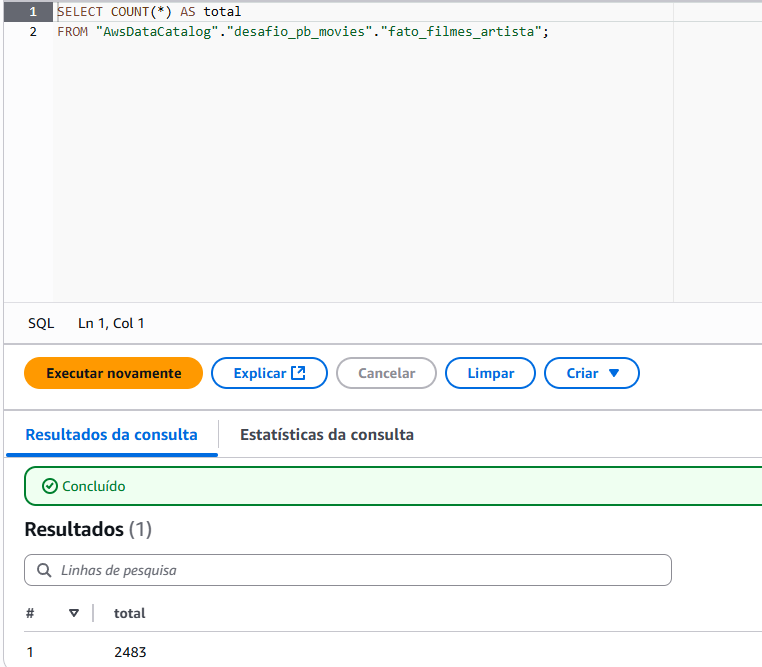 1 SELECT COUNT(*) AS total
2 FROM "AwsDataCatalog"."desafio_pb_movies"."fato_filmes_artista";
SQL Ln 1, Col 1
Executar novamente Explicar Cancelar Limpar Criar
Resultados da consulta Estatísticas da consulta
Concluído
Resultados (1)
Linhas de pesquisa
# total
1 2483